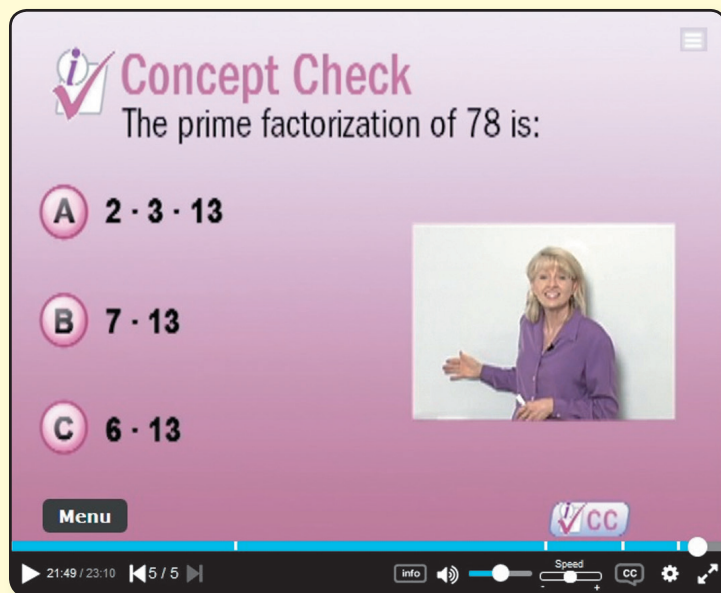 i
Concept Check
The prime factorization of 78 is:
A 2 · 3 · 13
B 7 · 13
C 6 · 13
Menu
i CC
21:49 / 23:10 5 / 5 info Speed - + CC